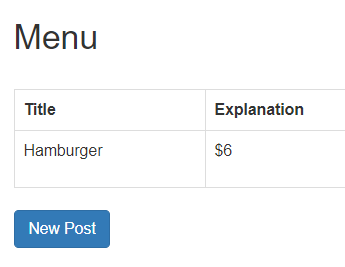 Menu
Title Explanation
Hamburger $6
New Post